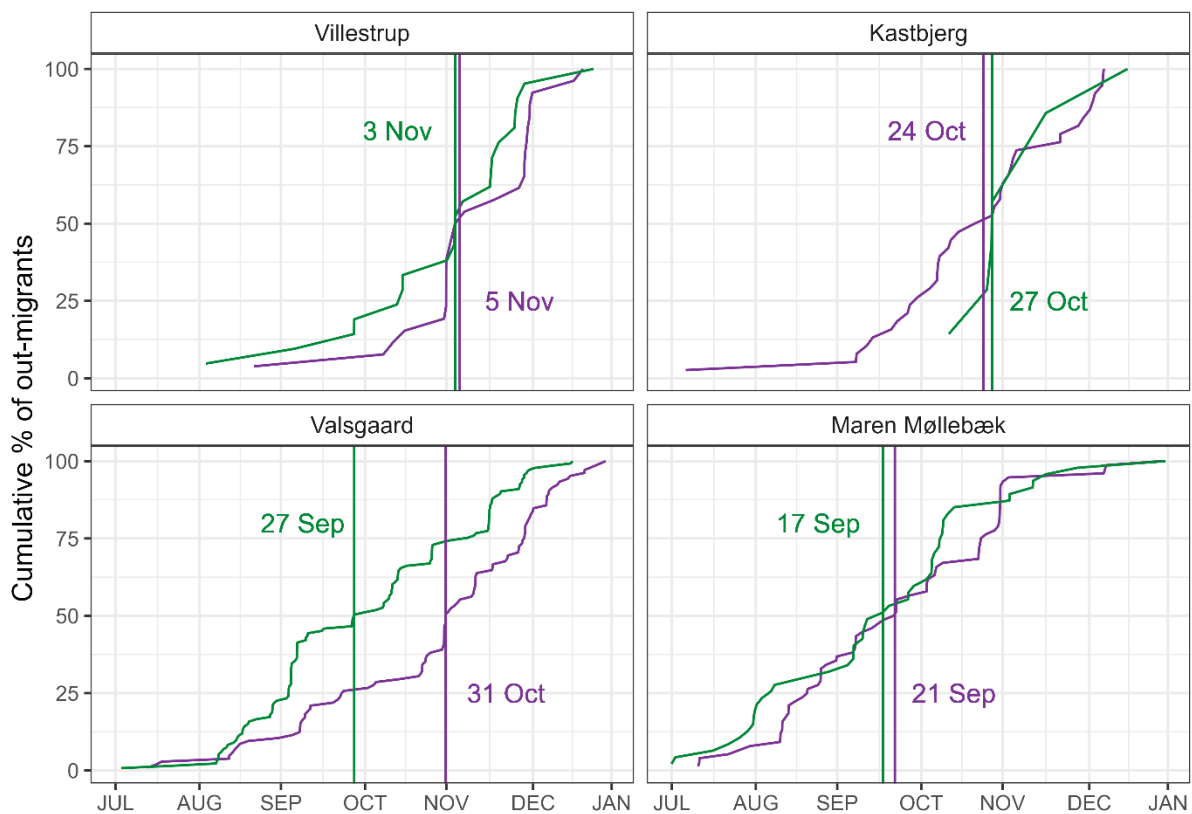 Villestrup
Kastbjerg
100
75
50
25
0
3 Nov
5 Nov
24 Oct
27 Oct
Valsgaard
Maren Møllebæk
100
75
50
25
0
27 Sep
31 Oct
17 Sep
21 Sep
JUL AUG SEP OCT NOV DEC JAN
JUL AUG SEP OCT NOV DEC JAN
Cumulative % of out-migrants